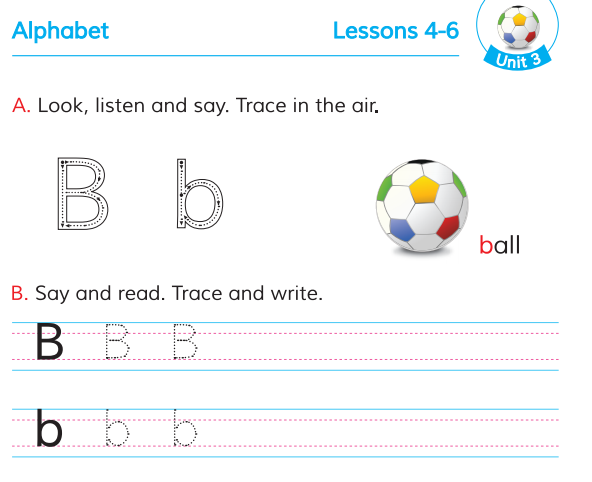 Alphabet Lessons 4-6
Unit 3
A. Look, listen and say. Trace in the air.
B b
ball
B. Say and read. Trace and write.
B B B
b b b